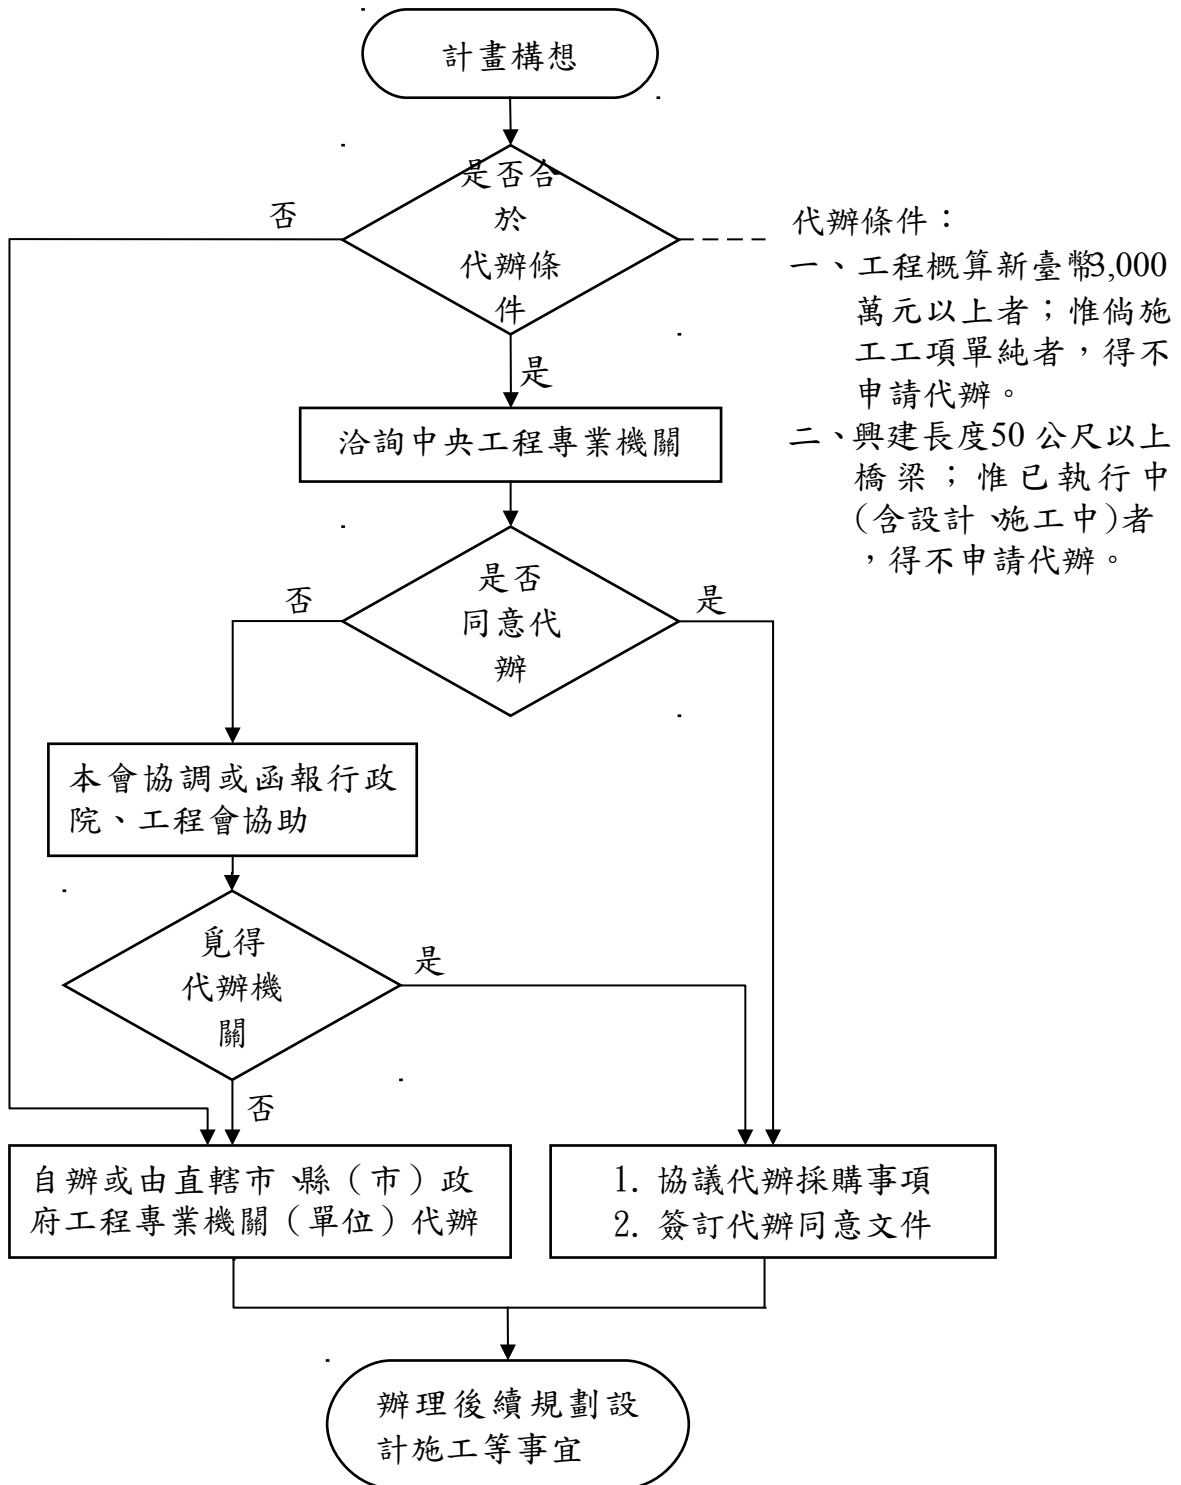 計畫構想
是否合
於
代辦條
件
否
代辦條件：
一、工程概算新臺幣3,000
萬元以上者；惟倘施
工工項單純者，得不
申請代辦。
二、興建長度50 公尺以上
橋梁；惟已執行中
(含設計、施工中)者
，得不申請代辦。
是
洽詢中央工程專業機關
是否
同意代
辦
否
是
本會協調或函報行政
院、工程會協助
覓得
代辦機
關
是
否
自辦或由直轄市、縣（市）政
府工程專業機關（單位）代辦
1. 協議代辦採購事項
2. 簽訂代辦同意文件
辦理後續規劃設
計施工等事宜